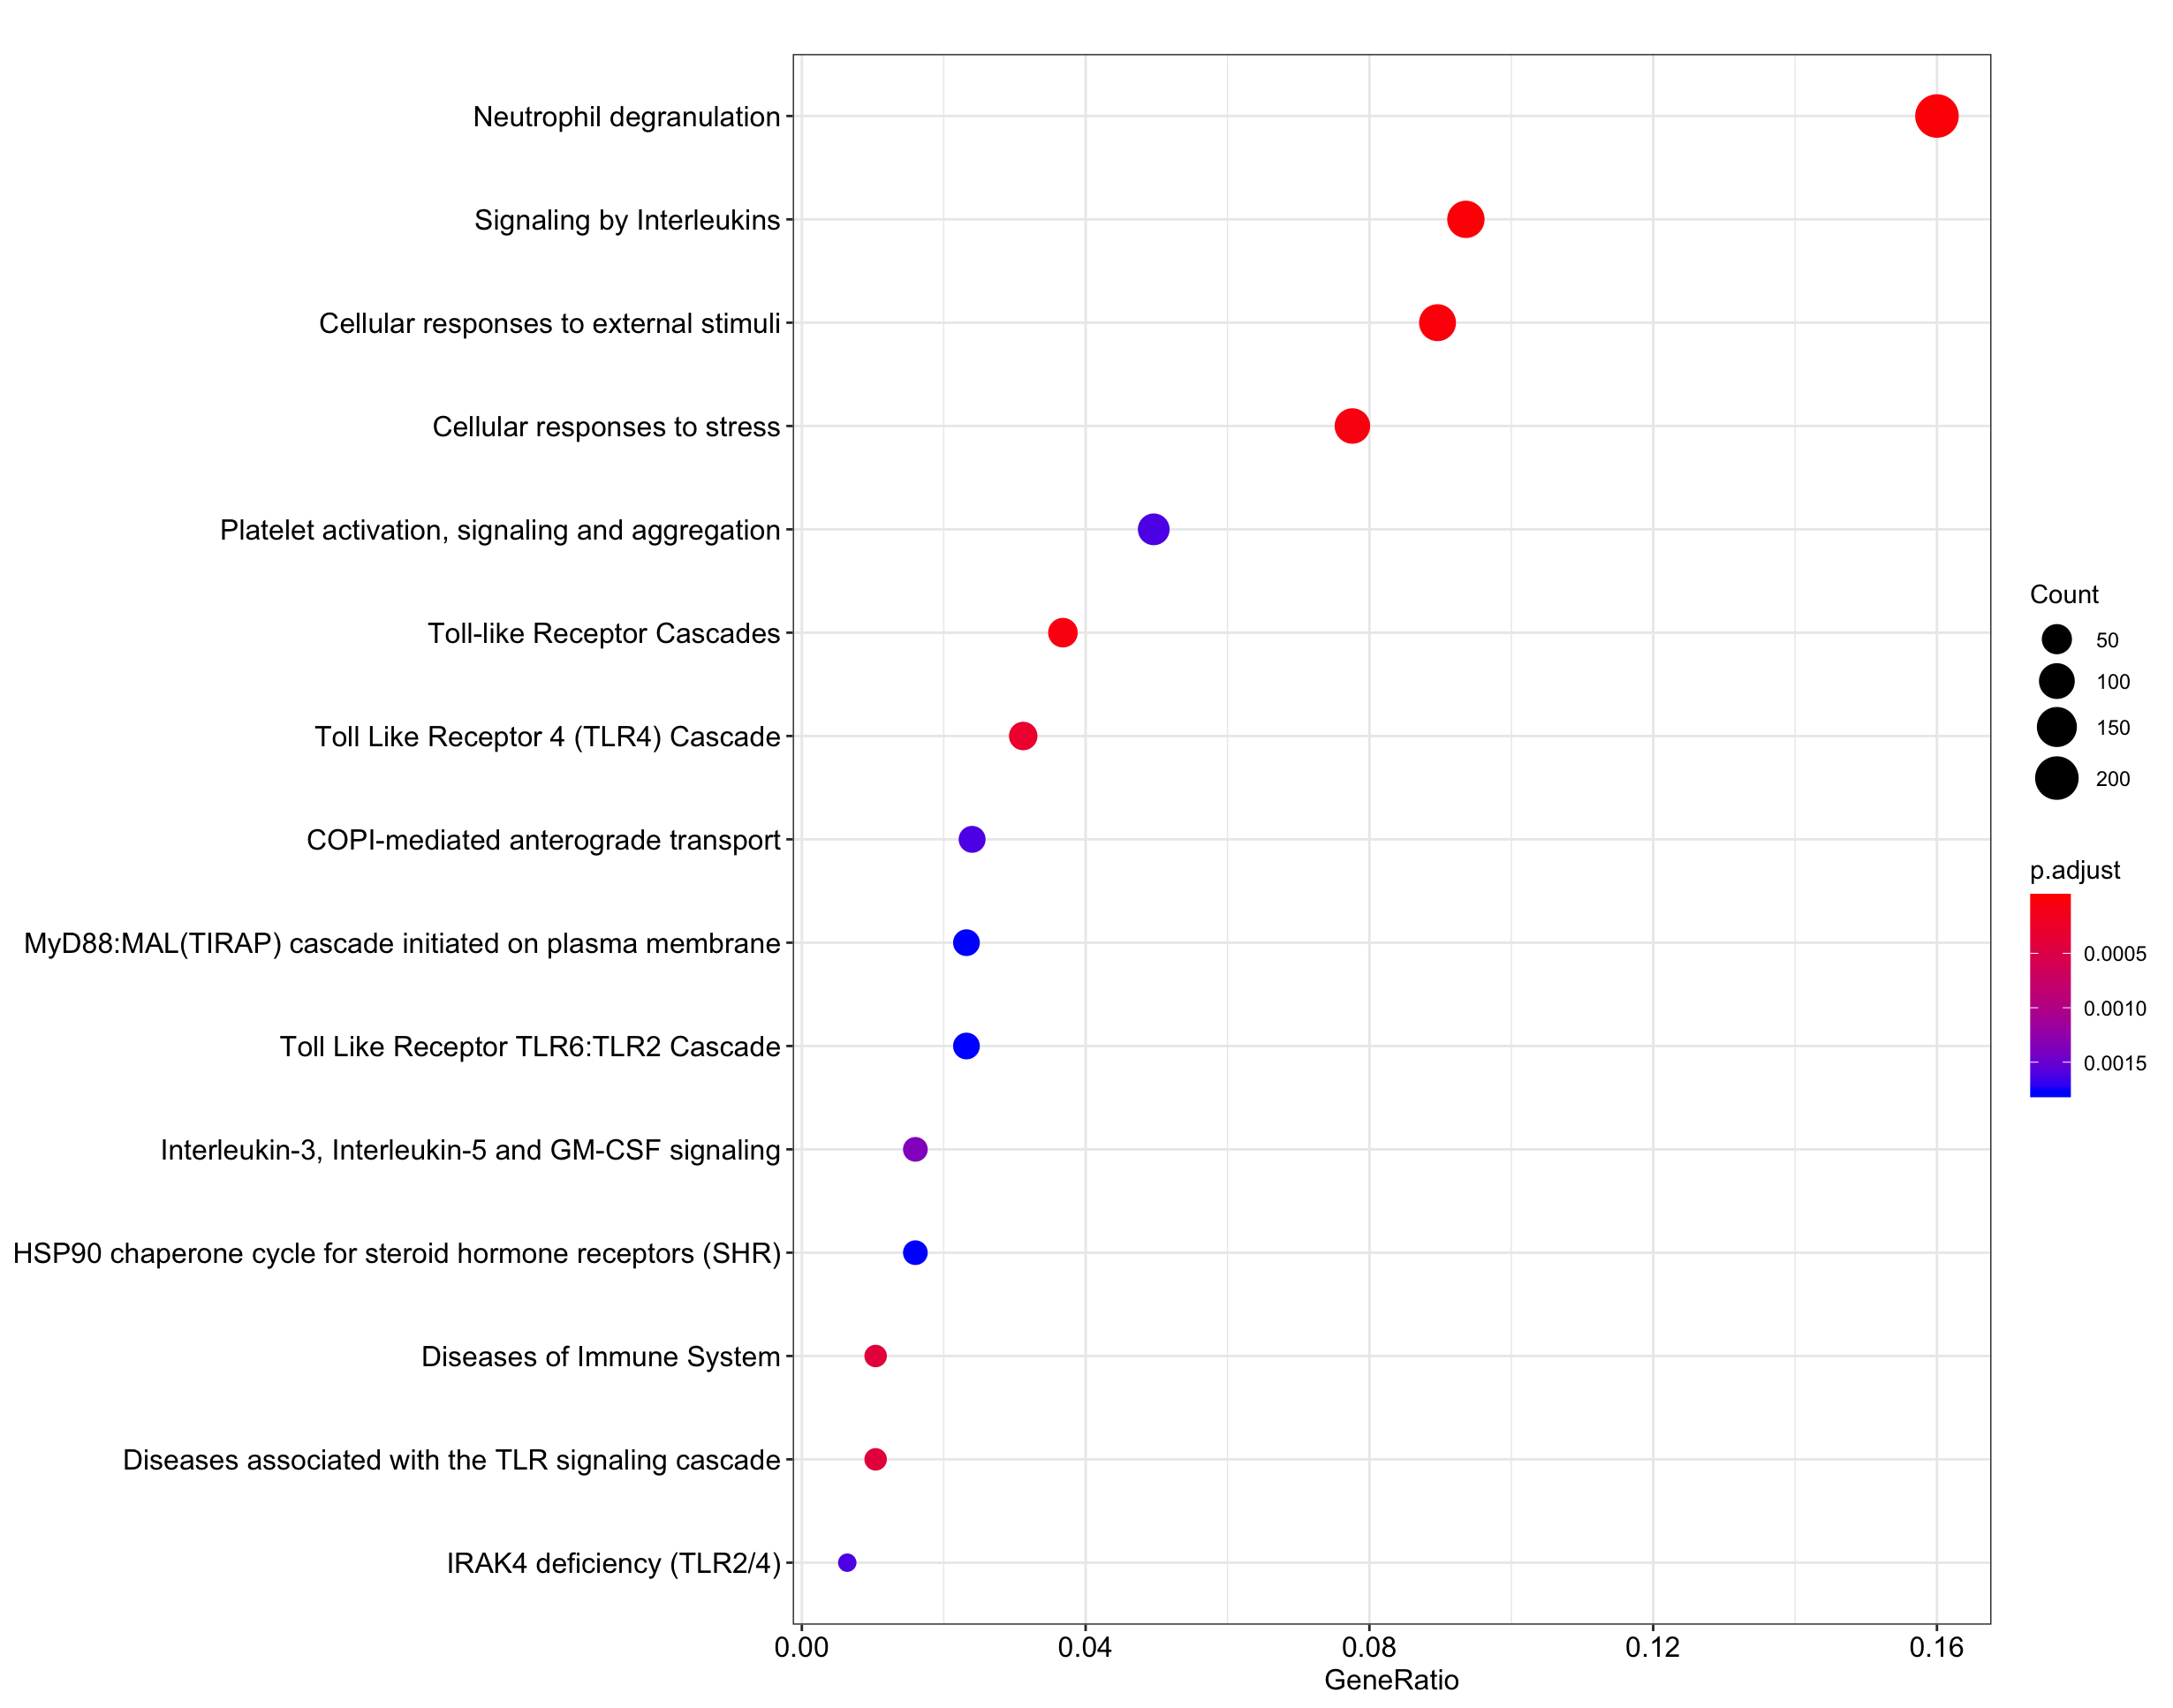 Neutrophil degranulation
Signaling by Interleukins
Cellular responses to external stimuli
Cellular responses to stress
Platelet activation, signaling and aggregation
Toll-like Receptor Cascades
Toll Like Receptor 4 (TLR4) Cascade
COPI-mediated anterograde transport
MyD88:MAL(TIRAP) cascade initiated on plasma membrane
Toll Like Receptor TLR6:TLR2 Cascade
Interleukin-3, Interleukin-5 and GM-CSF signaling
HSP90 chaperone cycle for steroid hormone receptors (SHR)
Diseases of Immune System
Diseases associated with the TLR signaling cascade
IRAK4 deficiency (TLR2/4)
0.00 0.04 0.08 0.12 0.16
GeneRatio
Count
50
100
150
200
p.adjust
0.0005
0.0010
0.0015